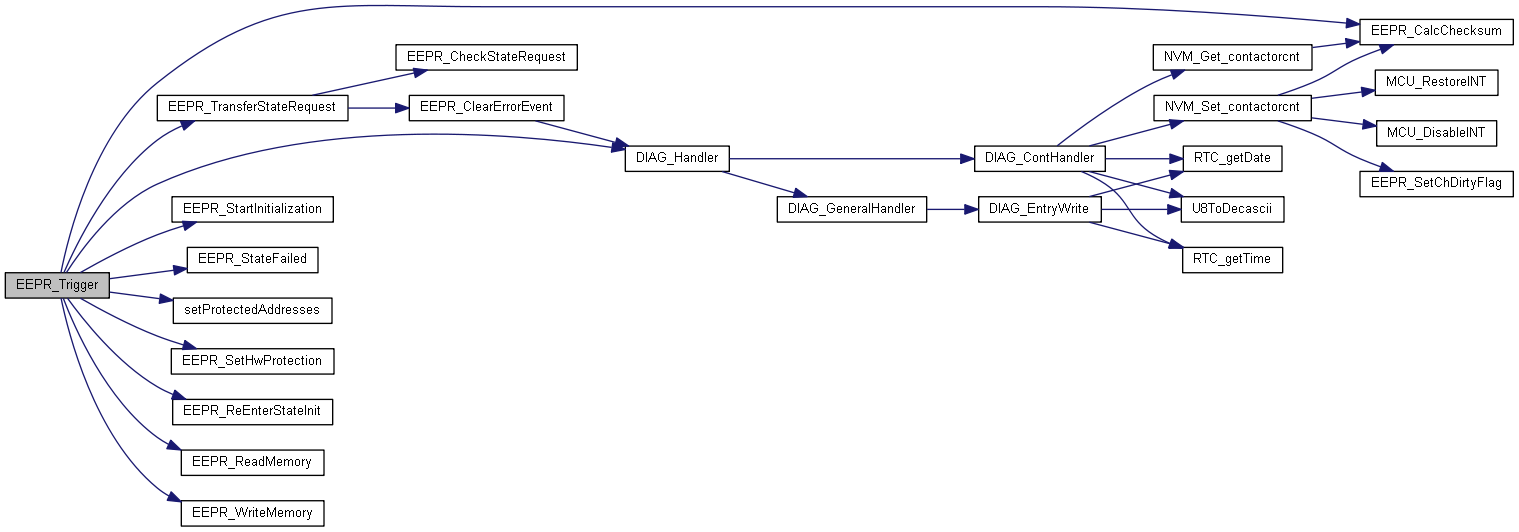 EEPR_CalcChecksum
EEPR_CheckStateRequest
NVM_Get_contactorcnt
MCU_RestoreINT
EEPR_TransferStateRequest
EEPR_ClearErrorEvent
NVM_Set_contactorcnt
MCU_DisableINT
DIAG_Handler
DIAG_ContHandler
RTC_getDate
EEPR_SetChDirtyFlag
EEPR_StartInitialization
DIAG_GeneralHandler
DIAG_EntryWrite
U8ToDecascii
EEPR_StateFailed
RTC_getTime
EEPR_Trigger
setProtectedAddresses
EEPR_SetHwProtection
EEPR_ReEnterStateInit
EEPR_ReadMemory
EEPR_WriteMemory